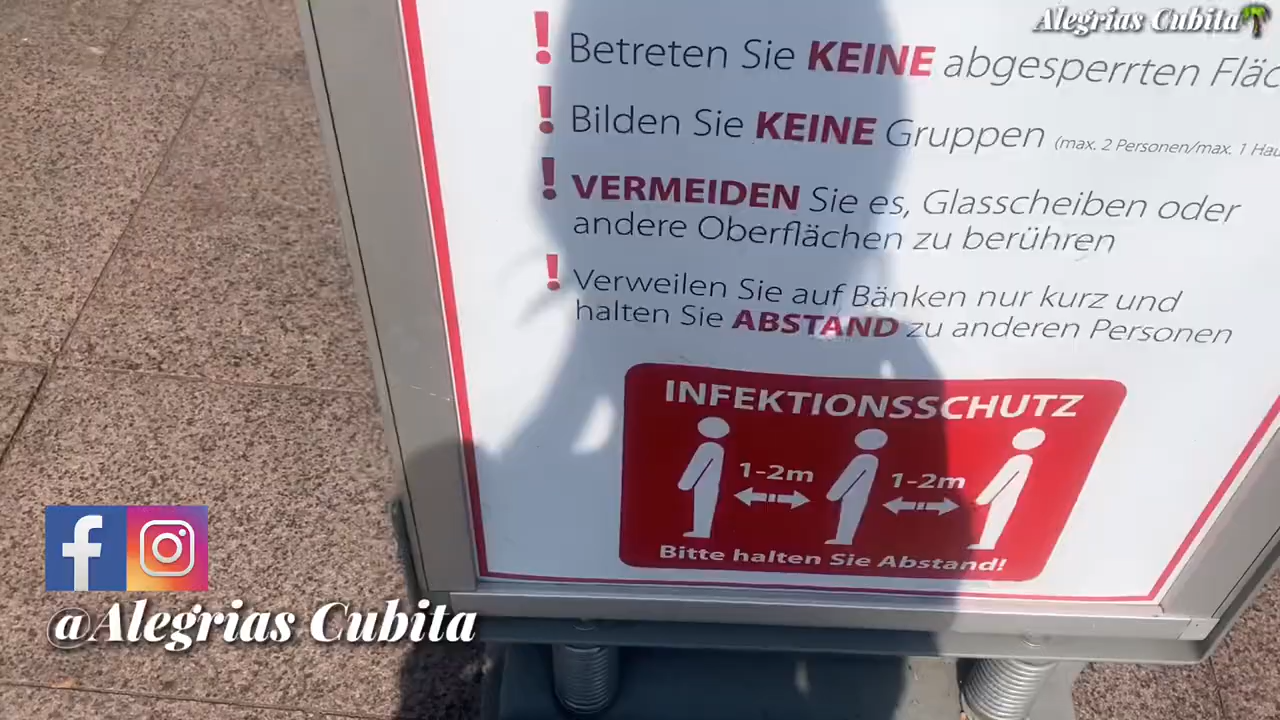 Alegrias Cubita
! Betreten Sie KEINE abgesperrten
! Bilden Sie KEINE Gruppen (max. 2 Personen/max. 1
! VERMEIDEN Sie es, Glasscheiben oder
andere Oberflächen zu berühren
! Verweilen Sie auf Bänken nur kurz und
halten Sie ABSTAND zu anderen Personen
INFEKTIONSSCHUTZ
1-2m 1-2m
Bitte halten Sie Abstand!
@Alegrias Cubita